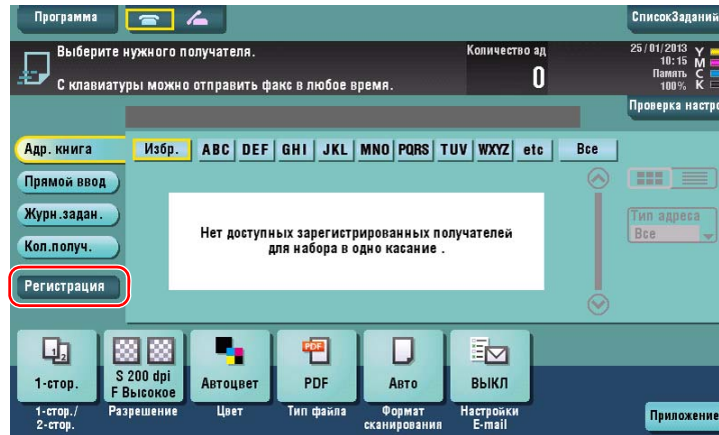 Программа
СписокЗаданий
Выберите нужного получателя.
Количество ад
0
С клавиатуры можно отправить факс в любое время.
25/01/2013
10:15
Память
100%
Y
M
C
K
Проверка настро
Адр. книга
Избр.
ABC
DEF
GHI
JKL
MNO
PQRS
TUV
WXYZ
etc
Все
Прямой ввод
Журн.задан.
Кол.получ.
Регистрация
Нет доступных зарегистрированных получателей
для набора в одно касание .
Тип адреса
Все
1 2
1-стор.
S 200 dpi
F Высокое
Автоцвет
PDF
PDF
Авто
ВЫКЛ
1-стор./
2-стор.
Разрешение
Цвет
Тип файла
Формат
сканирования
Настройки
E-mail
Приложение